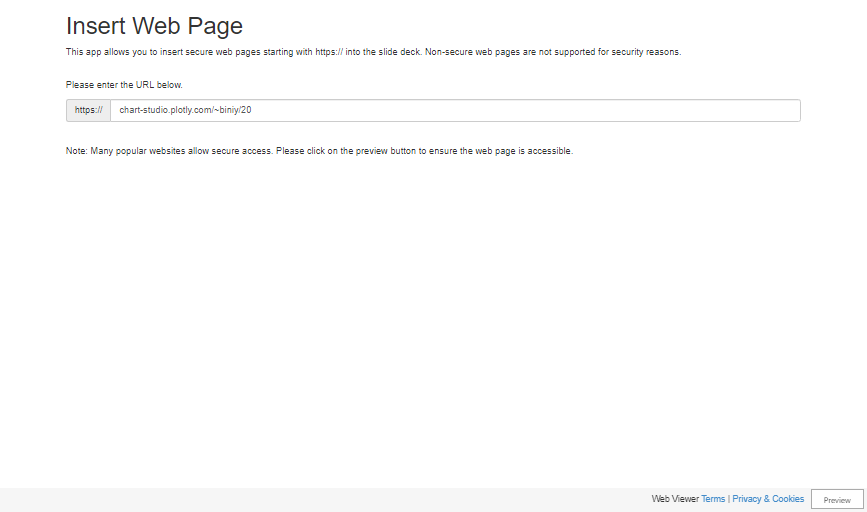 Insert Web Page
This app allows you to insert secure web pages starting with https:// into the slide deck. Non-secure web pages are not supported for security reasons.
Please enter the URL below.
https:// chart-studio.plotly.com/~biniy/20
Note: Many popular websites allow secure access. Please click on the preview button to ensure the web page is accessible.
Web Viewer Terms | Privacy & Cookies Preview